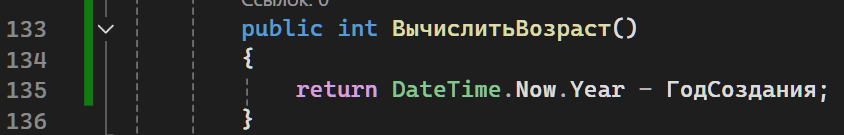 Ссылок: 0
133 public int ВычислитьВозраст()
134 {
135 return DateTime.Now.Year - ГодСоздания;
136 }